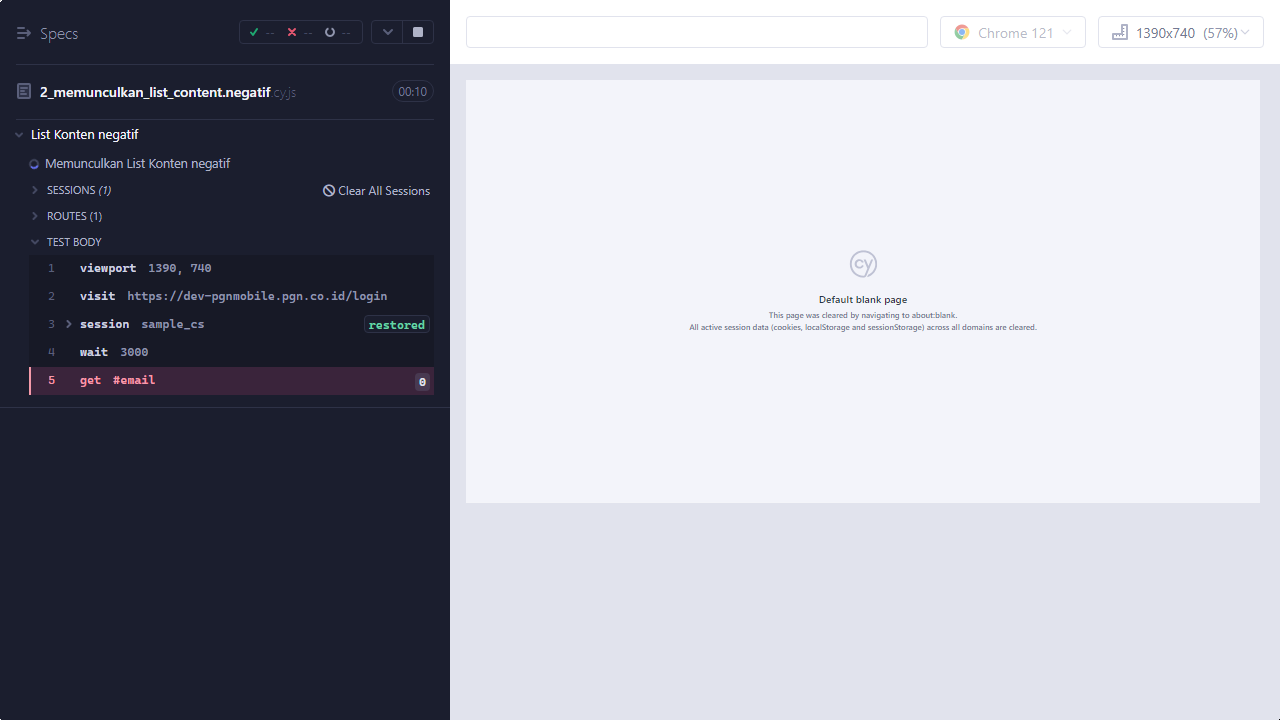 Specs
-- -- --
2_memunculkan_list_content.negatif.cy.js 00:10
List Konten negatif
Memunculkan List Konten negatif
SESSIONS (1) Clear All Sessions
ROUTES (1)
TEST BODY
1 viewport 1390, 740
2 visit https://dev-pgnmobile.pgn.co.id/login
3 session sample_cs restored
4 wait 3000
5 get #email 0
Chrome 121
1390x740 (57%)
cy
Default blank page
This page was cleared by navigating to about:blank.
All active session data (cookies, localStorage and sessionStorage) across all domains are cleared.